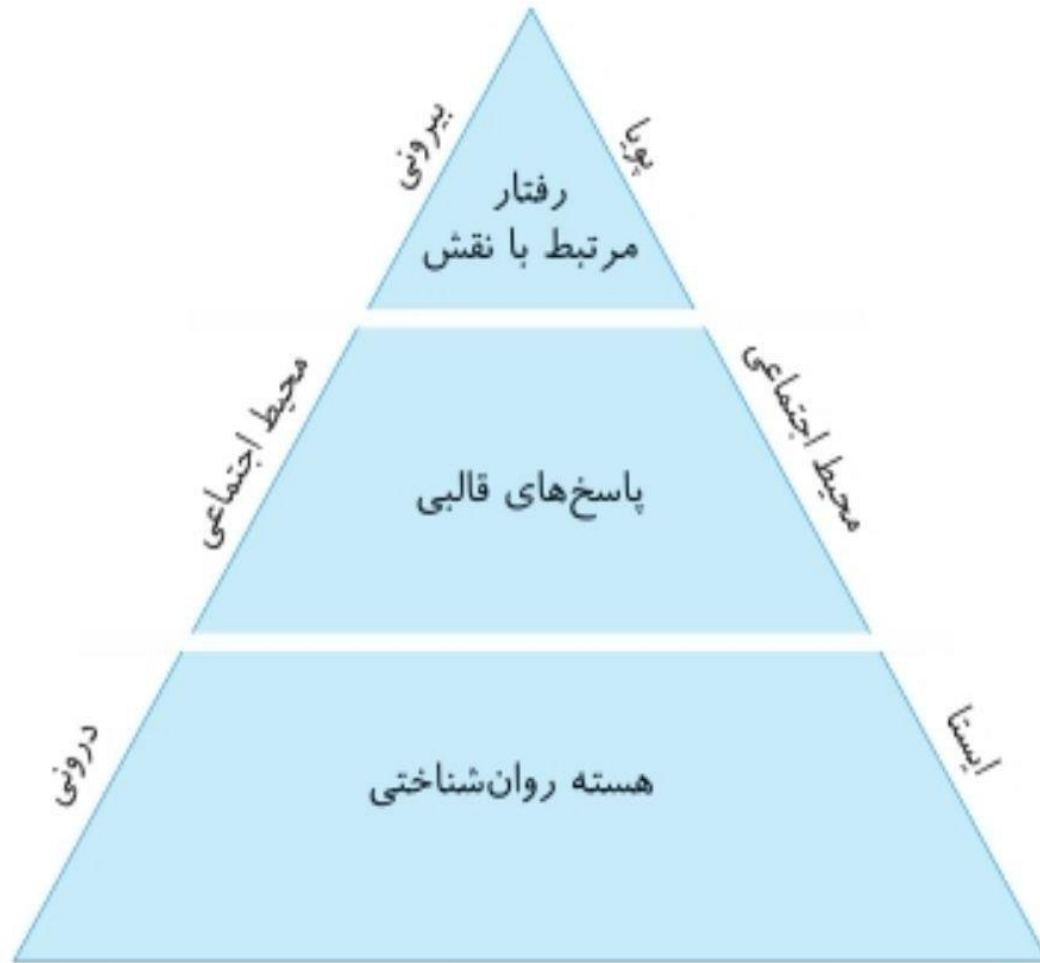 بیرونی
پویا
رفتار
مرتبط با نقش
محیط اجتماعی
محیط اجتماعی
پاسخ‌های قالبی
درونی
ایستا
هسته روان‌شناختی